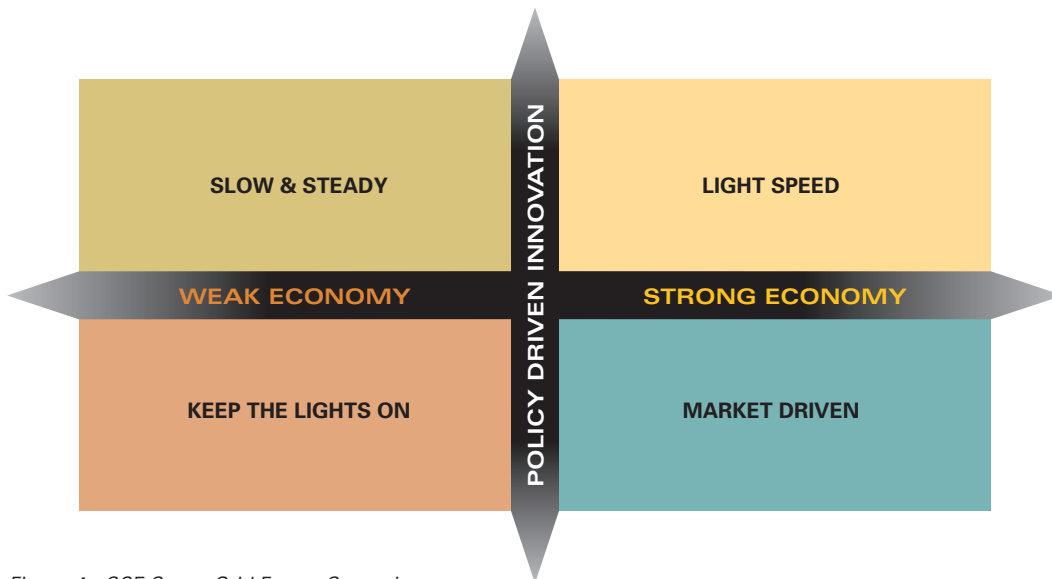 SLOW & STEADY
LIGHT SPEED
POLICY DRIVEN INNOVATION
WEAK ECONOMY
STRONG ECONOMY
KEEP THE LIGHTS ON
MARKET DRIVEN